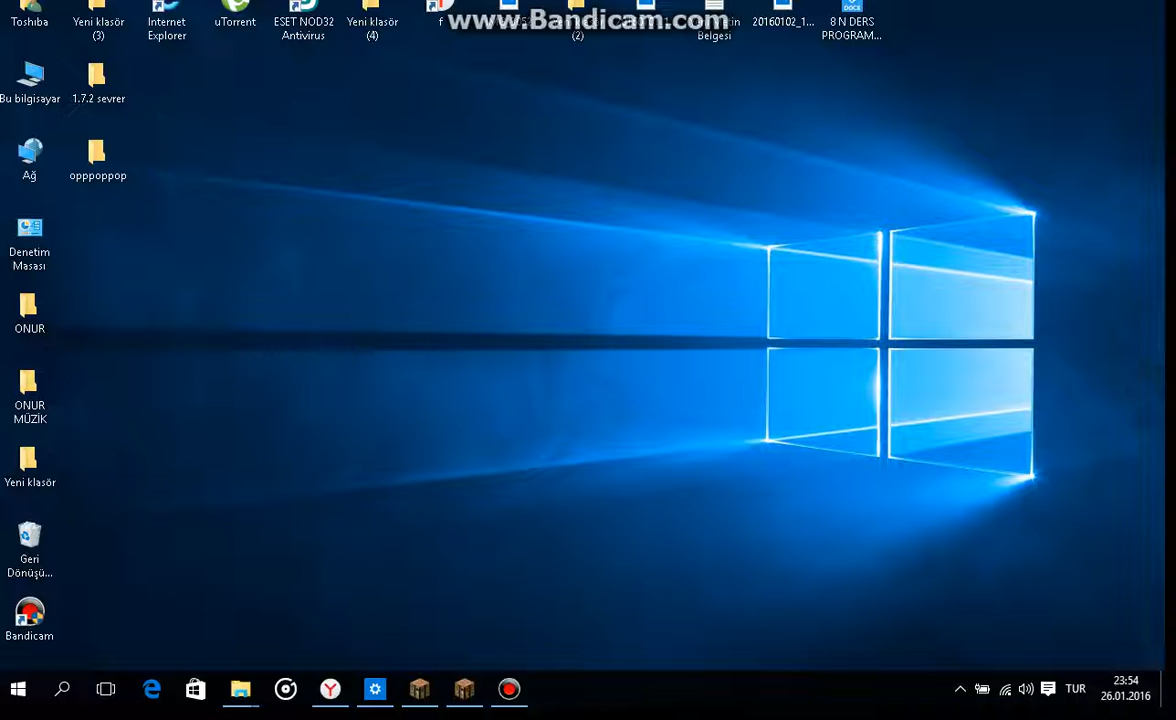 www.Bandicam.com
Toshba
Yeni klasör
(3)
Internet
Explorer
uTorrent
ESET NOD32
Antivirus
Yeni klasör
(4)
f
(2)
Belgesi
20160102_1...
8 N DERS
PROGRAM...
Bu bilgisayar
1.7.2 sevrer
Ağ
opppoppop
Denetim
Masası
ONUR
ONUR
MÜZİK
Yeni klasör
Geri
Dönüşü...
Bandicam
TUR
23:54
26.01.2016